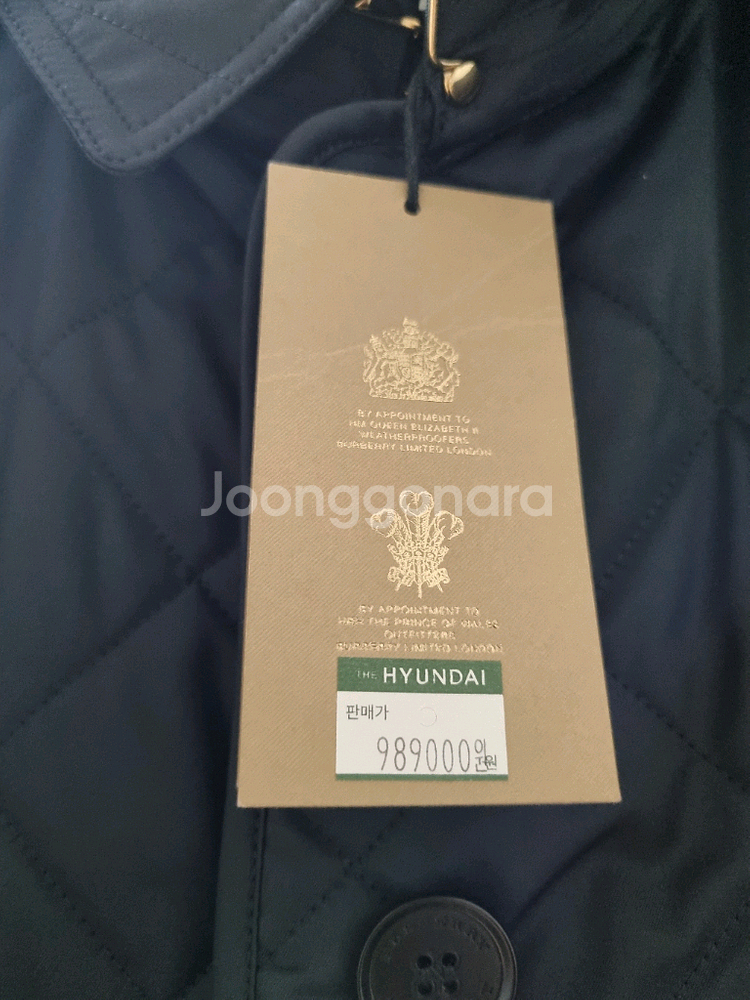 BY APPOINTMENT TO
HM QUEEN ELIZABETH II
WEATHERPROOFERS
BURBERRY LIMITED LONDON
Joonggonara
BY APPOINTMENT TO
HRH THE PRINCE OF WALES
OUTFITTERS
BURBERRY LIMITED LONDON
THE HYUNDAI
판매가
989000원